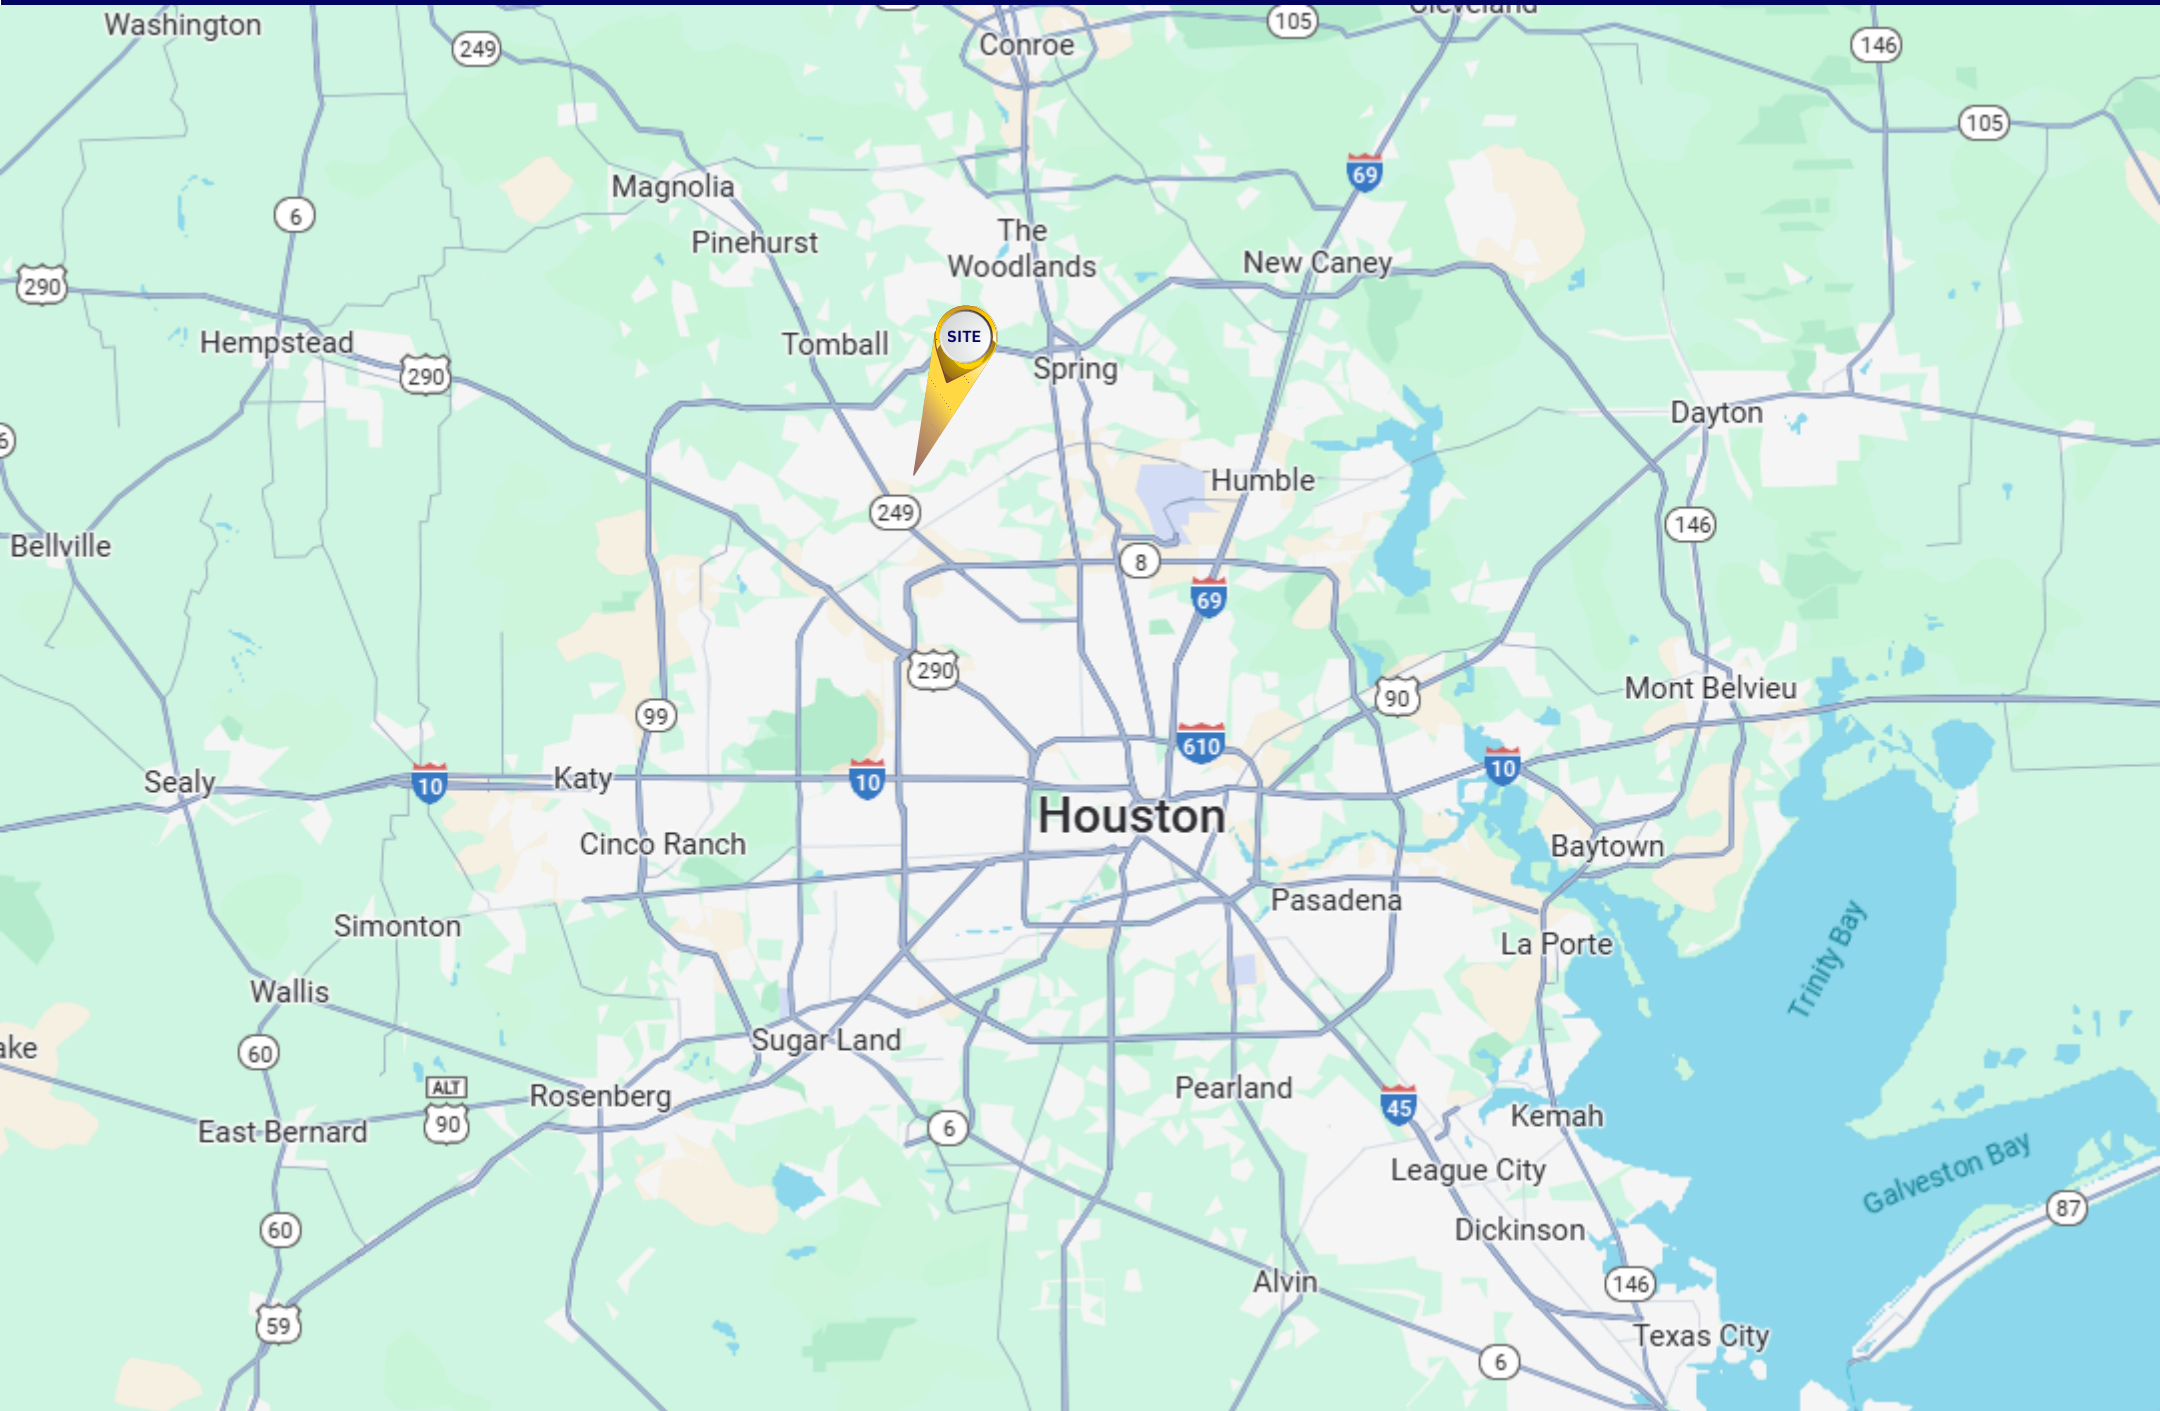 Washington
249
Conroe
105
Cleveland
146
105
Magnolia
69
6
Pinehurst
The
Woodlands
New Caney
290
Hempstead
290
Tomball
SITE
Spring
Dayton
6
Humble
249
146
Bellville
8
69
290
90
Mont Belvieu
99
610
Sealy
10
Katy
10
10
Houston
Cinco Ranch
Baytown
Simonton
Pasadena
La Porte
Trinity Bay
Wallis
ake
60
Sugar Land
ALT
90
Rosenberg
Pearland
45
East Bernard
6
Kemah
League City
Galveston Bay
60
Dickinson
87
Alvin
146
59
Texas City
6